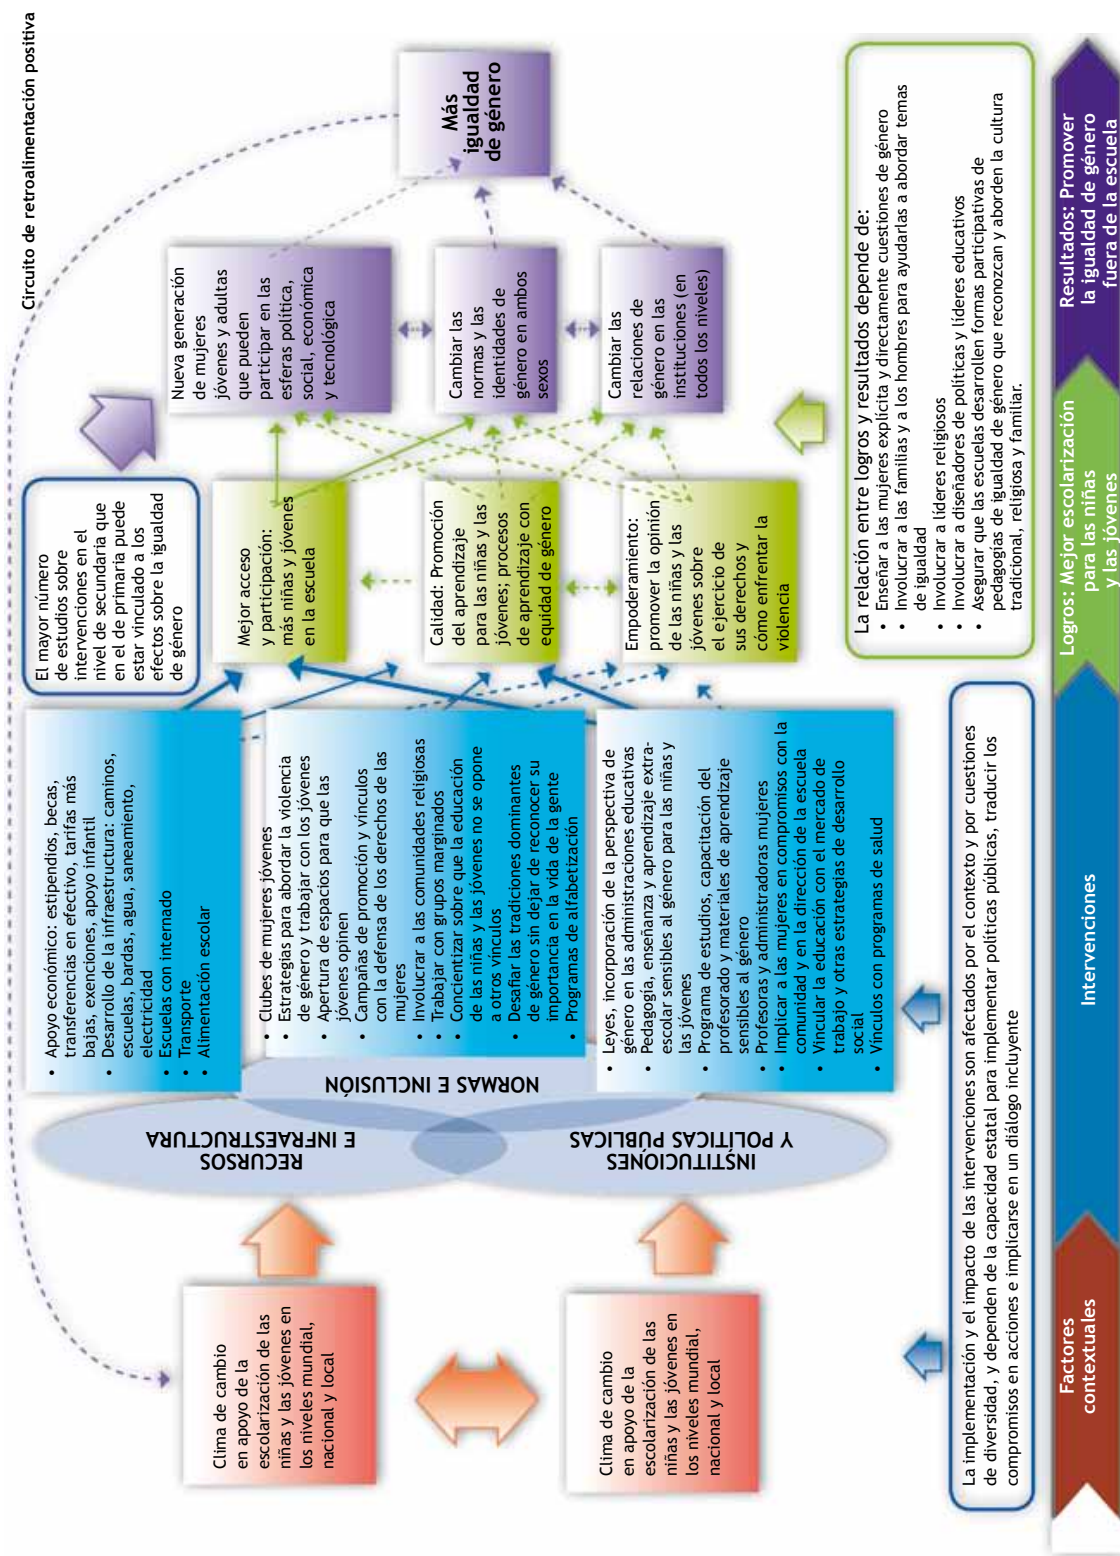 Circuito de retroalimentación positiva
Clima de cambio
en apoyo de la
escolarización de las
niñas y las jóvenes en
los niveles mundial,
nacional y local
Clima de cambio
en apoyo de la
escolarización de las
niñas y las jóvenes en
los niveles mundial,
nacional y local
RECURSOS
E INFRAESTRUCTURA
NORMAS E INCLUSIÓN
INSTITUCIONES
Y POLÍTICAS PÚBLICAS
• Apoyo económico: estipendios, becas,
transferencias en efectivo, tarifas más
bajas, exenciones, apoyo infantil
• Desarrollo de la infraestructura: caminos,
escuelas, bardas, agua, saneamiento,
electricidad
• Escuelas con internado
• Transporte
• Alimentación escolar
• Clubes de mujeres jóvenes
• Estrategias para abordar la violencia
de género y trabajar con los jóvenes
• Apertura de espacios para que las
jóvenes opinen
• Campañas de promoción y vínculos
con la defensa de los derechos de las
mujeres
• Involucrar a las comunidades religiosas
• Trabajar con grupos marginados
• Concientizar sobre que la educación
de las niñas y las jóvenes no se opone
a otros vínculos
• Desafiar las tradiciones dominantes
de género sin dejar de reconocer su
importancia en la vida de la gente
• Programas de alfabetización
• Leyes, incorporación de la perspectiva de
género en las administraciones educativas
• Pedagogía, enseñanza y aprendizaje extra-
escolar sensibles al género para las niñas y
las jóvenes
• Programa de estudios, capacitación del
profesorado y materiales de aprendizaje
sensibles al género
• Profesoras y administradoras mujeres
• Implicar a las mujeres en compromisos con la
comunidad y en la dirección de la escuela
• Vincular la educación con el mercado de
trabajo y otras estrategias de desarrollo
social
• Vínculos con programas de salud
El mayor número
de estudios sobre
intervenciones en el
nivel de secundaria que
en el de primaria puede
estar vinculado a los
efectos sobre la igualdad
de género
Mejor acceso
y participación:
más niñas y jóvenes
en la escuela
Calidad: Promoción
del aprendizaje
para las niñas y las
jóvenes; procesos
de aprendizaje con
equidad de género
Empoderamiento:
promover la opinión
de las niñas y las
jóvenes sobre
el ejercicio de
sus derechos y
cómo enfrentar la
violencia
Nueva generación
de mujeres
jóvenes y adultas
que pueden
participar en las
esferas política,
social, económica
y tecnológica
Cambiar las
normas y las
identidades de
género en ambos
sexos
Cambiar las
relaciones de
género en las
instituciones (en
todos los niveles)
Más
igualdad
de género
La implementación y el impacto de las intervenciones son afectados por el contexto y por cuestiones
de diversidad, y dependen de la capacidad estatal para implementar políticas públicas, traducir los
compromisos en acciones e implicarse en un diálogo incluyente
La relación entre logros y resultados depende de:
• Enseñar a las mujeres explícita y directamente cuestiones de género
• Involucrar a las familias y a los hombres para ayudarlas a abordar temas
de igualdad
• Involucrar a líderes religiosos
• Involucrar a diseñadores de políticas y líderes educativos
• Asegurar que las escuelas desarrollen formas participativas de
pedagogías de igualdad de género que reconozcan y aborden la cultura
tradicional, religiosa y familiar.
Factores
contextuales
Intervenciones
Logros: Mejor escolarización
para las niñas
y las jóvenes
Resultados: Promover
la igualdad de género
fuera de la escuela